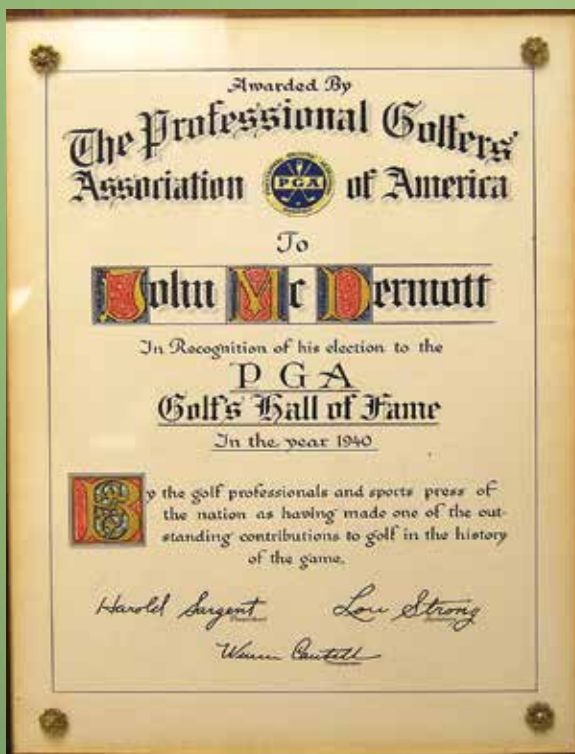 Awarded By
The Professional Golfers'
Association PGA of America
To
John Mc Dermott
In Recognition of his election to the
PGA
Golf's Hall of Fame
In the year 1940
By the golf professionals and sports press of
the nation as having made one of the out-
standing contributions to golf in the history
of the game.
Harold Sargent Lou Strong
President